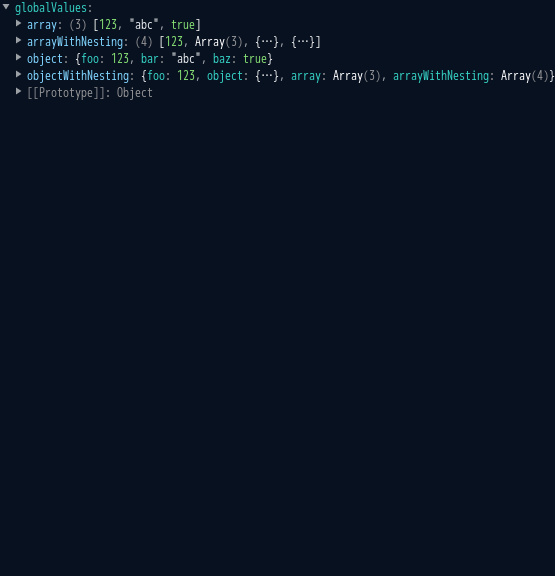 globalValues:
array: (3) [123, "abc", true]
arrayWithNesting: (4) [123, Array(3), {…}, {…}]
object: {foo: 123, bar: "abc", baz: true}
objectWithNesting: {foo: 123, object: {…}, array: Array(3), arrayWithNesting: Array(4)}
[[Prototype]]: Object